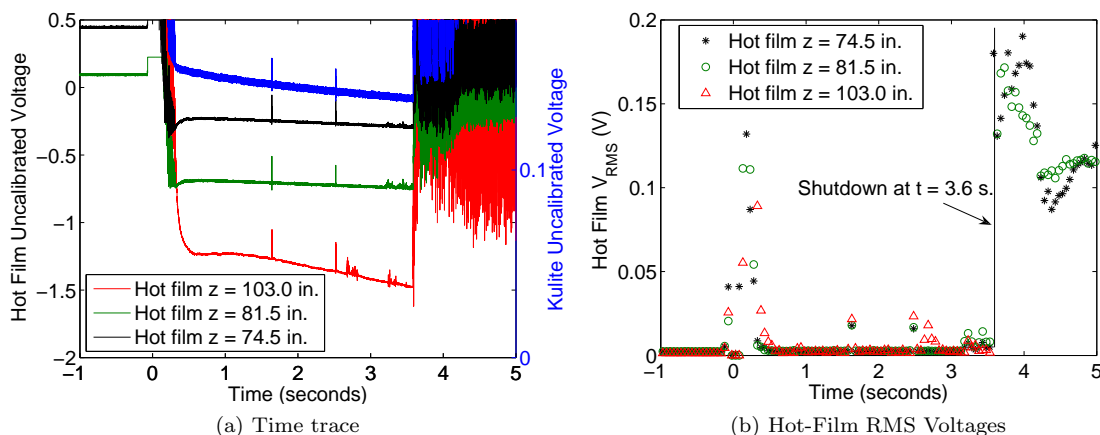 0.5
0
−0.5
−1
−1.5
−2
Hot Film Uncalibrated Voltage
Hot film z = 103.0 in.
Hot film z = 81.5 in.
Hot film z = 74.5 in.
−1 0 1 2 3 4 5
Time (seconds)
0.1
0
Kulite Uncalibrated Voltage
(a) Time trace
0.2
0.15
0.1
0.05
0
Hot Film VRMS (V)
Hot film z = 74.5 in.
Hot film z = 81.5 in.
Hot film z = 103.0 in.
Shutdown at t = 3.6 s.
−1 0 1 2 3 4 5
Time (seconds)
(b) Hot-Film RMS Voltages